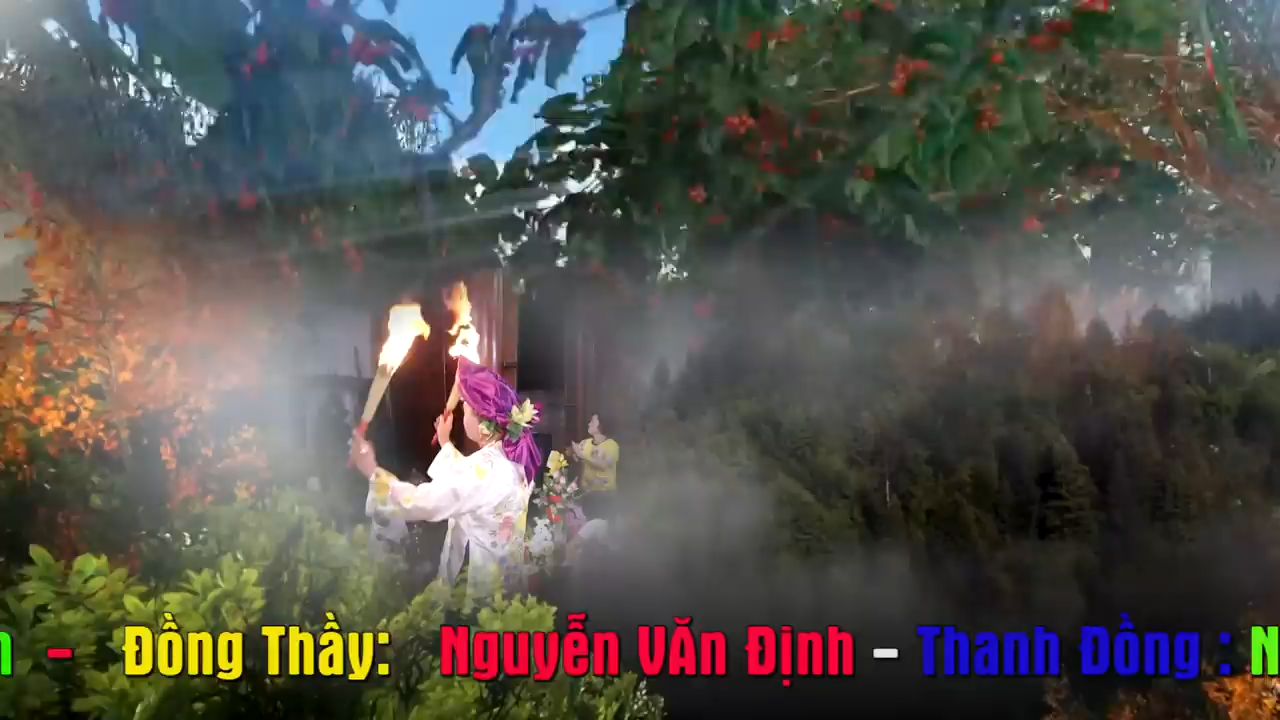 - Đồng Thầy: Nguyễn VĂn Định - Thanh Đồng :